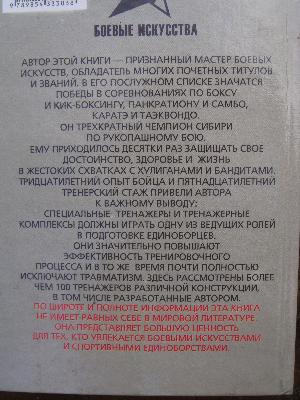 БОЕВЫЕ ИСКУССТВА
АВТОР ЭТОЙ КНИГИ — ПРИЗНАННЫЙ МАСТЕР БОЕВЫХ
ИСКУССТВ, ОБЛАДАТЕЛЬ МНОГИХ ПОЧЕТНЫХ ТИТУЛОВ
И ЗВАНИЙ. В ЕГО ПОСЛУЖНОМ СПИСКЕ ЗНАЧАТСЯ
ПОБЕДЫ В СОРЕВНОВАНИЯХ ПО БОКСУ
И КИК-БОКСИНГУ, ПАНКРАТИОНУ И САМБО,
КАРАТЭ И ТАЭКВОНДО.
ОН ТРЕХКРАТНЫЙ ЧЕМПИОН СИБИРИ
ПО РУКОПАШНОМУ БОЮ.
ЕМУ ПРИХОДИЛОСЬ ДЕСЯТКИ РАЗ ЗАЩИЩАТЬ СВОЕ
ДОСТОИНСТВО, ЗДОРОВЬЕ И ЖИЗНЬ
В ЖЕСТОКИХ СХВАТКАХ С ХУЛИГАНАМИ И БАНДИТАМИ.
ТРИДЦАТИЛЕТНИЙ ОПЫТ БОЙЦА И ПЯТНАДЦАТИЛЕТНИЙ
ТРЕНЕРСКИЙ СТАЖ ПРИВЕЛИ АВТОРА
К ВАЖНОМУ ВЫВОДУ:
СПЕЦИАЛЬНЫЕ ТРЕНАЖЕРЫ И ТРЕНАЖЕРНЫЕ
КОМПЛЕКСЫ ДОЛЖНЫ ИГРАТЬ ОДНУ ИЗ ВЕДУЩИХ РОЛЕЙ
В ПОДГОТОВКЕ ЕДИНОБОРЦЕВ.
ОНИ ЗНАЧИТЕЛЬНО ПОВЫШАЮТ
ЭФФЕКТИВНОСТЬ ТРЕНИРОВОЧНОГО
ПРОЦЕССА И В ТО ЖЕ ВРЕМЯ ПОЧТИ ПОЛНОСТЬЮ
ИСКЛЮЧАЮТ ТРАВМАТИЗМ. ЗДЕСЬ РАССМОТРЕНЫ БОЛЕЕ
ЧЕМ 100 ТРЕНАЖЕРОВ РАЗЛИЧНОЙ КОНСТРУКЦИИ,
В ТОМ ЧИСЛЕ РАЗРАБОТАННЫЕ АВТОРОМ.
ПО ШИРОТЕ И ПОЛНОТЕ ИНФОРМАЦИИ ЭТА КНИГА
НЕ ИМЕЕТ РАВНЫХ СЕБЕ В МИРОВОЙ ЛИТЕРАТУРЕ.
ОНА ПРЕДСТАВЛЯЕТ БОЛЬШУЮ ЦЕННОСТЬ
ДЛЯ ТЕХ, КТО УВЛЕКАЕТСЯ БОЕВЫМИ ИСКУССТВАМИ
И СПОРТИВНЫМИ ЕДИНОБОРСТВАМИ.